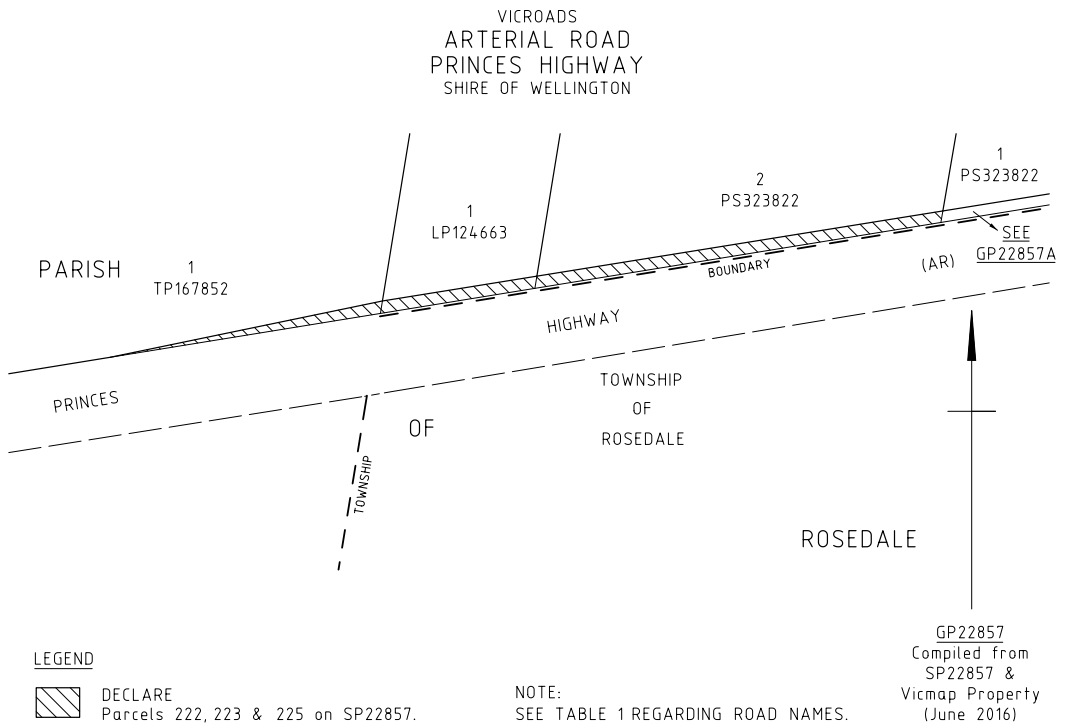 VICROADS
ARTERIAL ROAD
PRINCES HIGHWAY
SHIRE OF WELLINGTON
1
PS323822
2
PS323822
1
LP124663
SEE
GP22857A
PARISH
1
TP167852
BOUNDARY
(AR)
HIGHWAY
PRINCES
TOWNSHIP
OF
ROSEDALE
OF
TOWNSHIP
ROSEDALE
LEGEND
DECLARE
Parcels 222, 223 & 225 on SP22857.
NOTE:
SEE TABLE 1 REGARDING ROAD NAMES.
GP22857
Compiled from
SP22857 &
Vicmap Property
(June 2016)